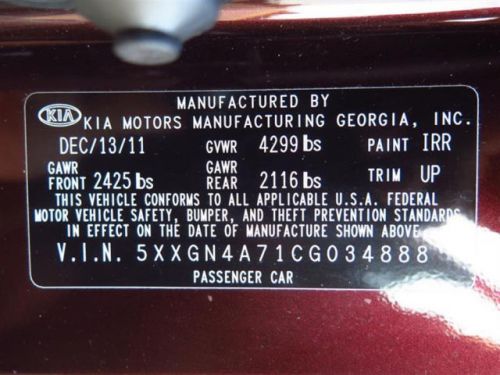 MANUFACTURED BY
KIA KIA MOTORS MANUFACTURING GEORGIA, INC.
DEC/13/11 GVWR 4299 lbs PAINT IRR
GAWR FRONT 2425 lbs GAWR REAR 2116 lbs TRIM UP
THIS VEHICLE CONFORMS TO ALL APPLICABLE U.S.A. FEDERAL
MOTOR VEHICLE SAFETY, BUMPER, AND THEFT PREVENTION STANDARDS
IN EFFECT ON THE DATE OF MANUFACTURE SHOWN ABOVE.
V.I.N. 5XXGN4A71CG034888
PASSENGER CAR